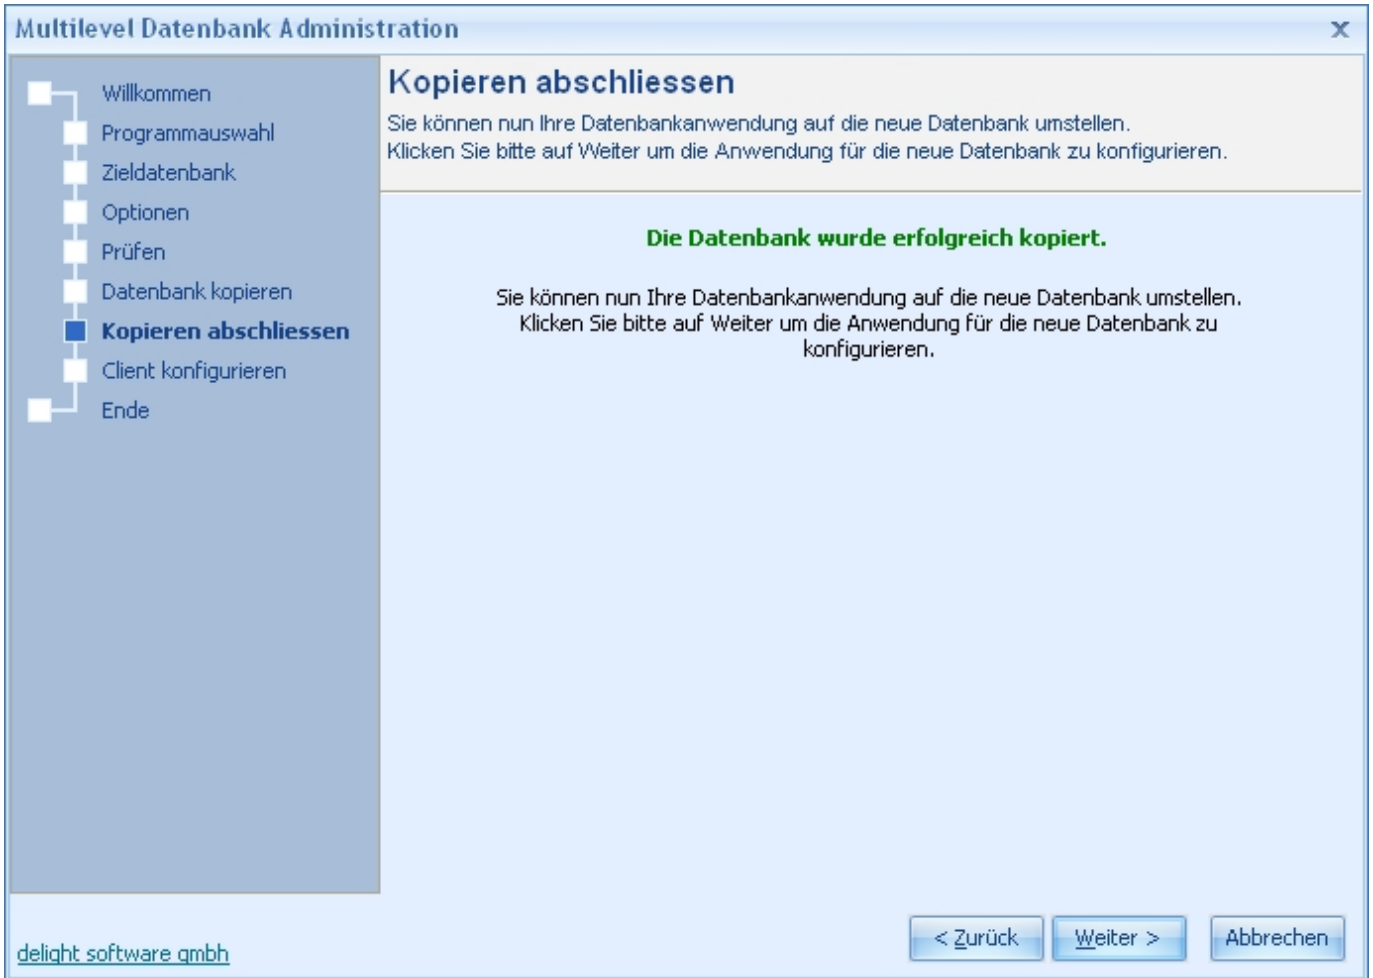 Multilevel Datenbank Administration
x
Willkommen
Programmauswahl
Zieldatenbank
Optionen
Prüfen
Datenbank kopieren
Kopieren abschliessen
Client konfigurieren
Ende
Kopieren abschliessen
Sie können nun Ihre Datenbankanwendung auf die neue Datenbank umstellen.
Klicken Sie bitte auf Weiter um die Anwendung für die neue Datenbank zu konfigurieren.
Die Datenbank wurde erfolgreich kopiert.
Sie können nun Ihre Datenbankanwendung auf die neue Datenbank umstellen.
Klicken Sie bitte auf Weiter um die Anwendung für die neue Datenbank zu
konfigurieren.
delight software gmbh
< Zurück
Weiter >
Abbrechen